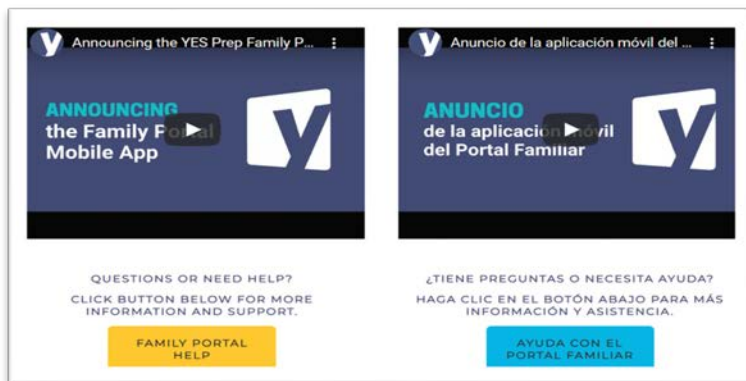 Announcing the YES Prep Family P...
ANNOUNCING
the Family Portal
Mobile App
QUESTIONS OR NEED HELP?
CLICK BUTTON BELOW FOR MORE
INFORMATION AND SUPPORT.
FAMILY PORTAL
HELP
Anuncio de la aplicación móvil del ...
ANUNCIO
de la aplicación móvil
del Portal Familiar
¿TIENE PREGUNTAS O NECESITA AYUDA?
HAGA CLIC EN EL BOTÓN ABAJO PARA MÁS
INFORMACIÓN Y ASISTENCIA.
AYUDA CON EL
PORTAL FAMILIAR